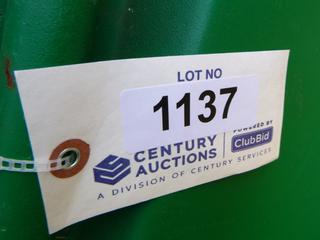 LOT NO
1137
CENTURY
AUCTIONS
POWERED BY
ClubBid
A DIVISION OF CENTURY SERVICES